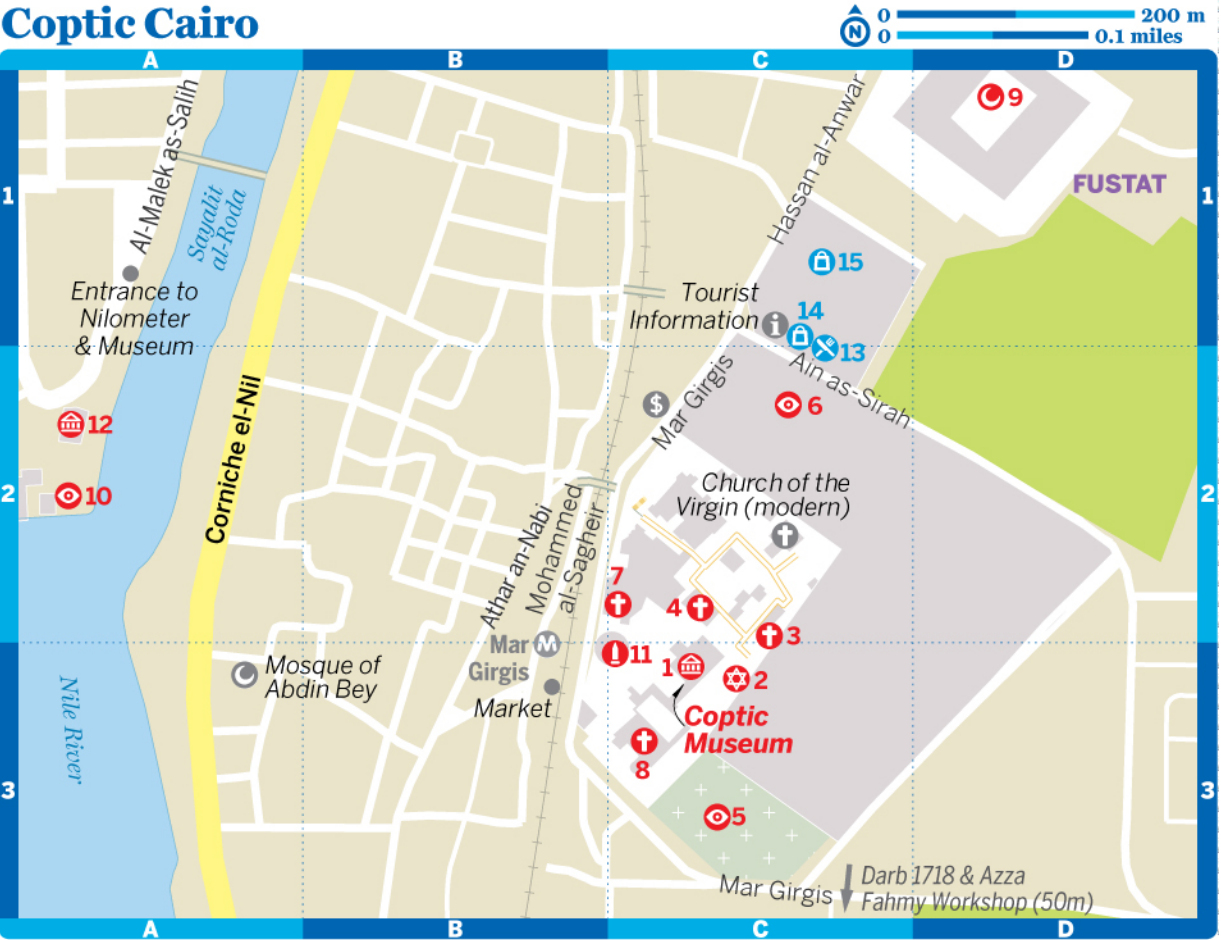 Coptic Cairo
N
0
200 m
0
0.1 miles
A
B
C
D
1
1
9
FUSTAT
Al-Malek as-Salih
Sayalit
al-Roda
Hassan al-Anwar
15
Entrance to
Nilometer
& Museum
Tourist
Information
i
14
13
Ain as-Sirah
Corniche el-Nil
$
Mar Girgis
6
12
10
2
2
Church of the
Virgin (modern)
Athar an-Nabi
Mohammed
al-Sagheir
7
4
3
Mar
Girgis
M
11
1
2
Mosque of
Abdin Bey
Market
Coptic
Museum
Nile River
8
3
3
5
Mar Girgis
Darb 1718 & Azza
Fahmy Workshop (50m)
A
B
C
D